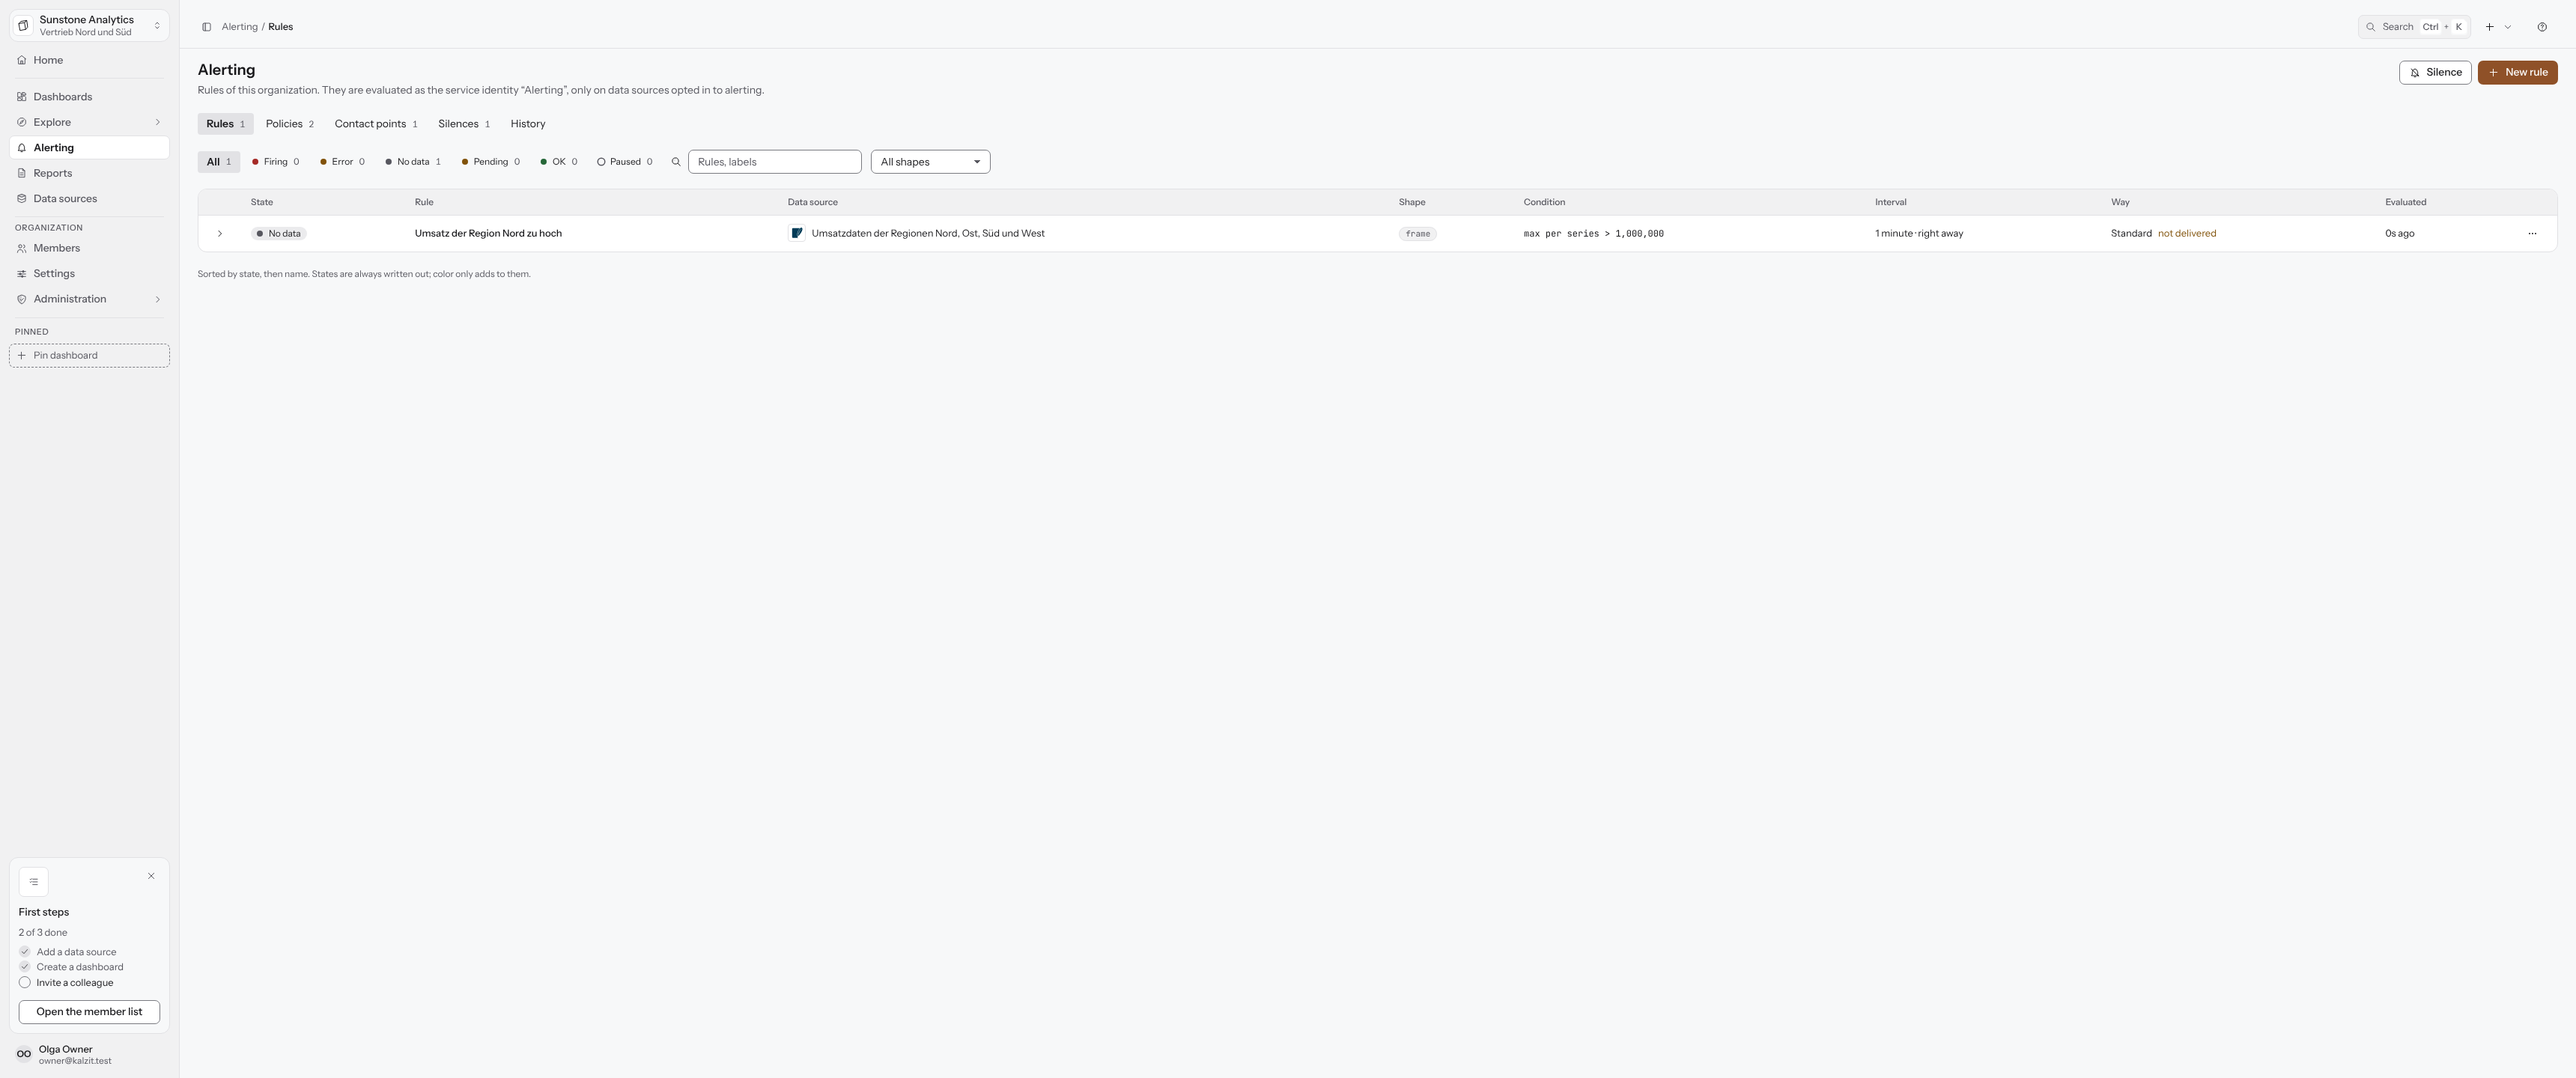 Sunstone Analytics
Vertrieb Nord und Süd
Home
Dashboards
Explore
Alerting
Reports
Data sources
ORGANIZATION
Members
Settings
Administration
PINNED
Pin dashboard
First steps
2 of 3 done
Add a data source
Create a dashboard
Invite a colleague
Open the member list
OO
Olga Owner
owner@kalzit.test
Alerting / Rules
Search Ctrl + K
Alerting
Rules of this organization. They are evaluated as the service identity “Alerting”, only on data sources opted in to alerting.
Silence
New rule
Rules 1 Policies 2 Contact points 1 Silences 1 History
All 1 Firing 0 Error 0 No data 1 Pending 0 OK 0 Paused 0 Rules, labels All shapes
State Rule Data source Shape Condition Interval Way Evaluated
No data Umsatz der Region Nord zu hoch Umsatzdaten der Regionen Nord, Ost, Süd und West frame max per series > 1,000,000 1 minute · right away Standard not delivered 0s ago
Sorted by state, then name. States are always written out; color only adds to them.